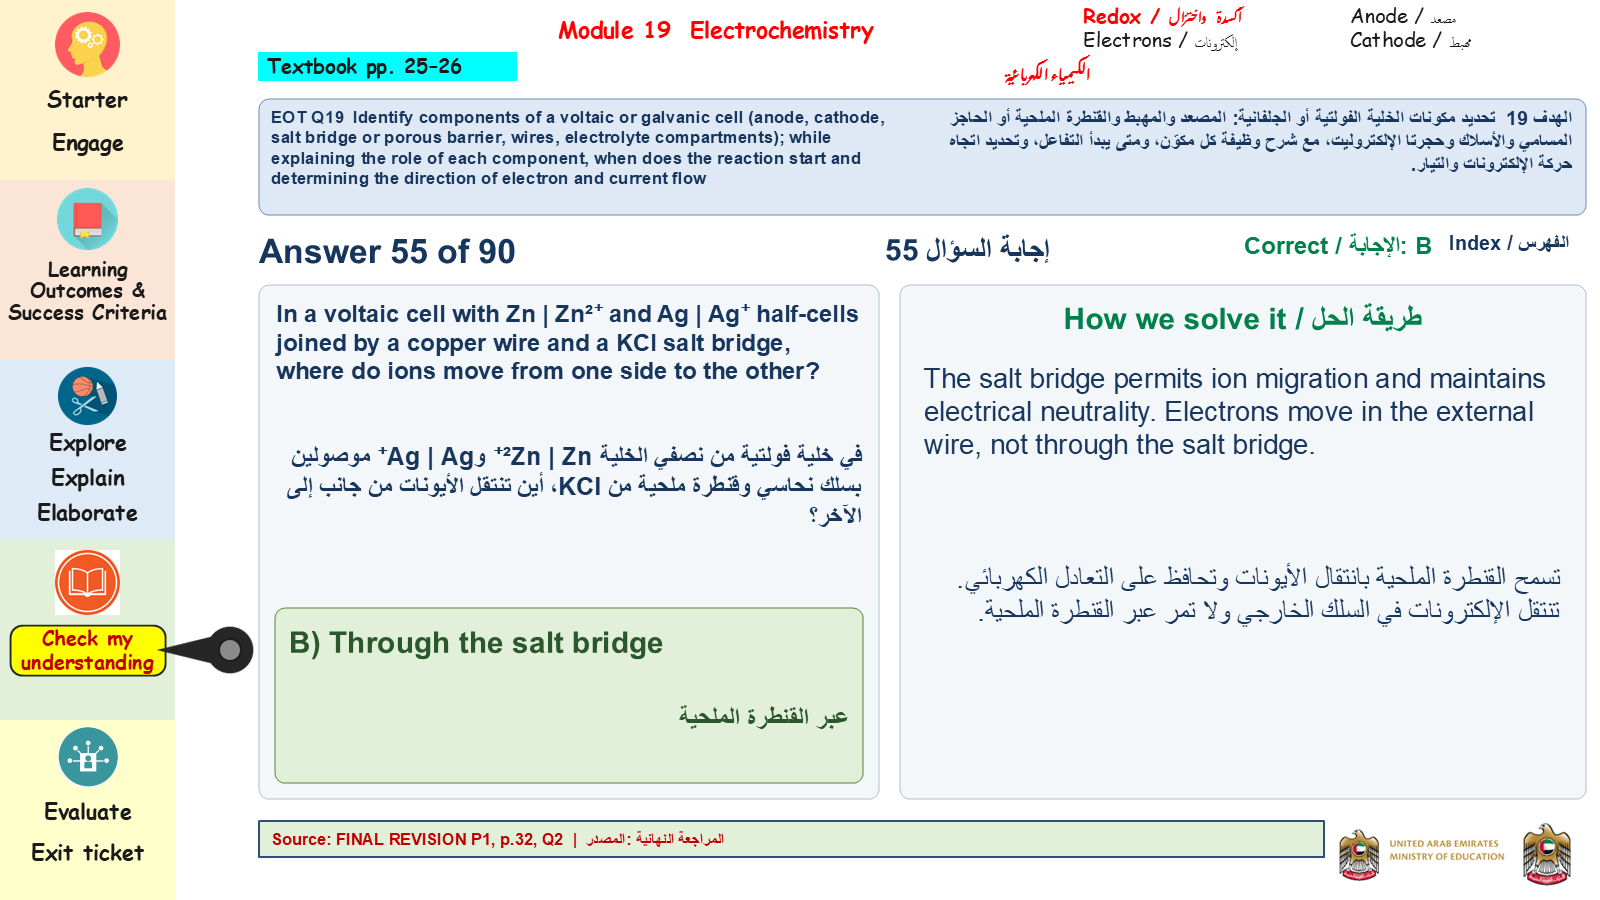 Starter
Engage
Learning
Outcomes &
Success Criteria
Explore
Explain
Elaborate
Check my
understanding
Evaluate
Exit ticket
Module 19 Electrochemistry
الكيمياء الكهربائية
Redox / أكسدة واختزال
Electrons / إلكترونات
Anode / مصعد
Cathode / مهبط
Textbook pp. 25-26
EOT Q19 Identify components of a voltaic or galvanic cell (anode, cathode,
salt bridge or porous barrier, wires, electrolyte compartments); while
explaining the role of each component, when does the reaction start and
determining the direction of electron and current flow
الهدف 19 تحديد مكونات الخلية الفولتية أو الجلفانية: المصعد والمهبط والقنطرة الملحية أو الحاجز
المسامي والأسلاك وحجرتا الإلكتروليت، مع شرح وظيفة كل مكوّن، ومتى يبدأ التفاعل، وتحديد اتجاه
حركة الإلكترونات والتيار.
Answer 55 of 90
إجابة السؤال 55
Correct / الإجابة: B
Index / الفهرس
In a voltaic cell with Zn | Zn²⁺ and Ag | Ag⁺ half-cells
joined by a copper wire and a KCl salt bridge,
where do ions move from one side to the other?
في خلية فولتية من نصفي الخلية Zn | Zn²⁺ وAg | Ag⁺ موصولين
بسلك نحاسي وقنطرة ملحية من KCl، أين تنتقل الأيونات من جانب إلى
الآخر؟
B) Through the salt bridge
عبر القنطرة الملحية
How we solve it / طريقة الحل
The salt bridge permits ion migration and maintains
electrical neutrality. Electrons move in the external
wire, not through the salt bridge.
تسمح القنطرة الملحية بانتقال الأيونات وتحافظ على التعادل الكهربائي.
تنتقل الإلكترونات في السلك الخارجي ولا تمر عبر القنطرة الملحية.
Source: FINAL REVISION P1, p.32, Q2 | المراجعة النهائية :المصدر
UNITED ARAB EMIRATES
MINISTRY OF EDUCATION